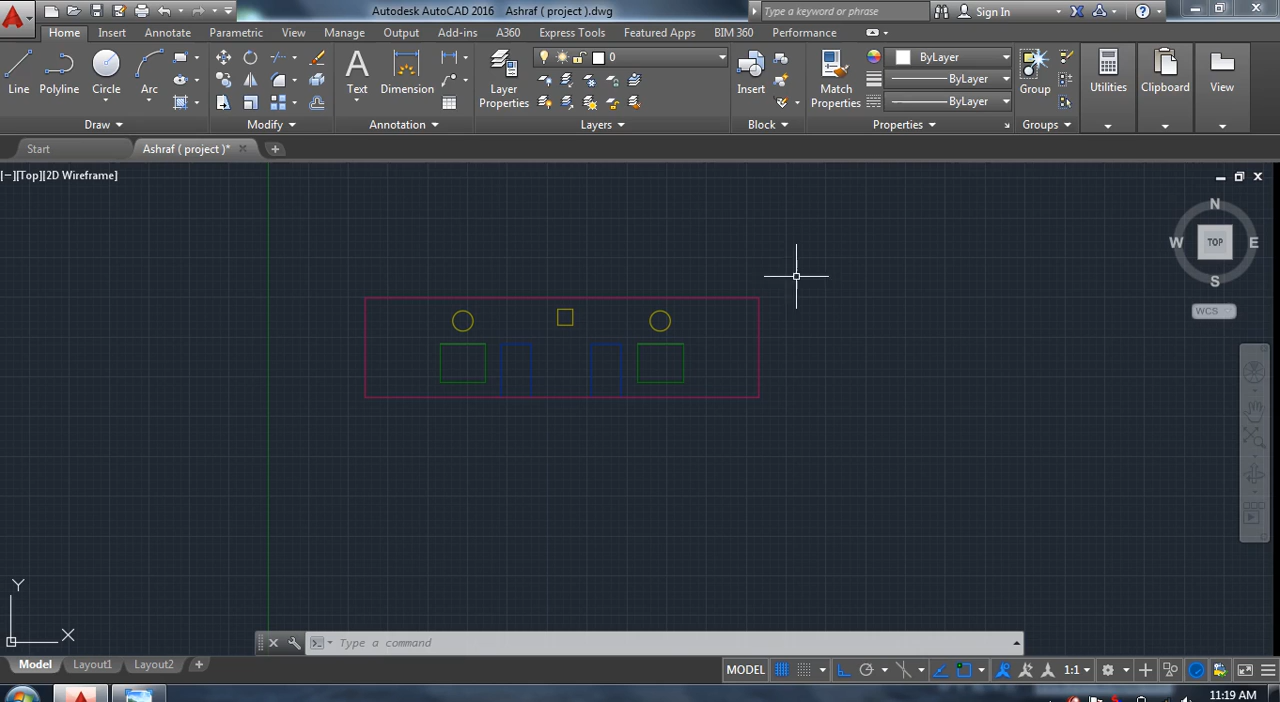 Autodesk AutoCAD 2016 Ashraf ( project ).dwg
Type a keyword or phrase
Sign In
Home Insert Annotate Parametric View Manage Output Add-ins A360 Express Tools Featured Apps BIM 360 Performance
Line Polyline Circle Arc
Text Dimension
Layer Properties
0
Insert
Match Properties
ByLayer
ByLayer
ByLayer
Group
Utilities Clipboard View
Draw Modify Annotation Layers Block Properties Groups
Start Ashraf ( project )*
[−][Top][2D Wireframe]
N
W TOP E
S
WCS
Y
X
Type a command
Model Layout1 Layout2
MODEL 1:1
11:19 AM